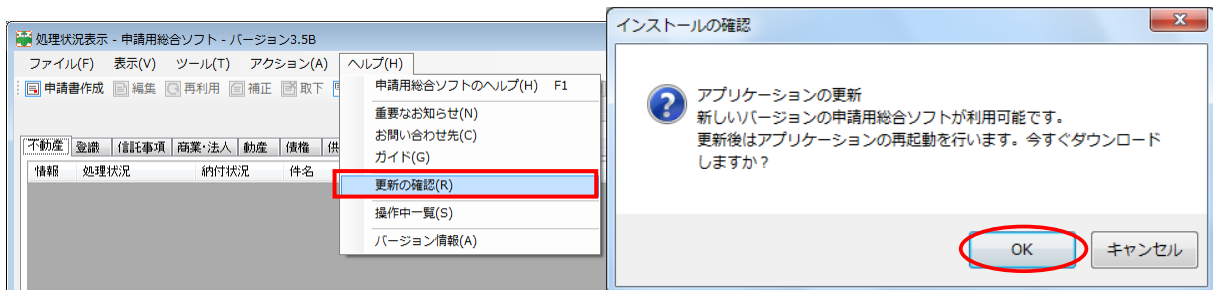 処理状況表示 - 申請用総合ソフト - バージョン3.5B
ファイル(F) 表示(V) ツール(T) アクション(A) ヘルプ(H)
申請書作成 編集 再利用 補正 取下
不動産 登識 信託事項 商業・法人 動産 債権 供
情報 処理状況 納付状況 件名
申請用総合ソフトのヘルプ(H) F1
重要なお知らせ(N)
お問い合わせ先(C)
ガイド(G)
更新の確認(R)
操作中一覧(S)
バージョン情報(A)
インストールの確認
アプリケーションの更新
新しいバージョンの申請用総合ソフトが利用可能です。
更新後はアプリケーションの再起動を行います。今すぐダウンロード
しますか？
OK キャンセル